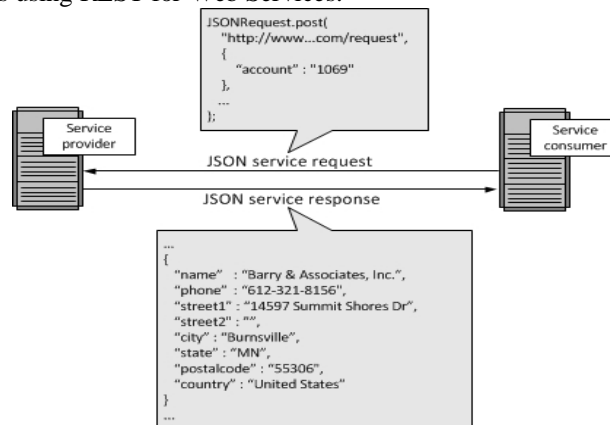 using REST for Web Services.
JSONRequest.post(
"http://www...com/request",
{
"account" : "1069"
},
...
};
Service
provider
Service
consumer
JSON service request
JSON service response
...
{
"name" : "Barry & Associates, Inc.",
"phone" : "612-321-8156",
"street1" : "14597 Summit Shores Dr",
"street2" : "",
"city" : "Burnsville",
"state" : "MN",
"postalcode" : "55306",
"country" : "United States"
}
...